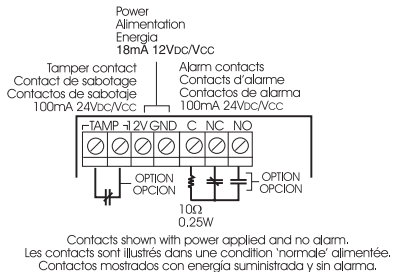 Power
Alimentation
Energia
18mA 12VDC/VCC
Tamper contact
Contact de sabotage
Contactos de sabotaje
100mA 24VDC/VCC
Alarm contacts
Contacts d'alarme
Contactos de alarma
100mA 24VDC/VCC
TAMP 12V GND C NC NO
OPTION
OPCION
OPTION
OPCION
10Ω
0.25W
Contacts shown with power applied and no alarm.
Les contacts sont illustrés dans une condition 'normale' alimentée.
Contactos mostrados con energía suministrada y sin alarma.